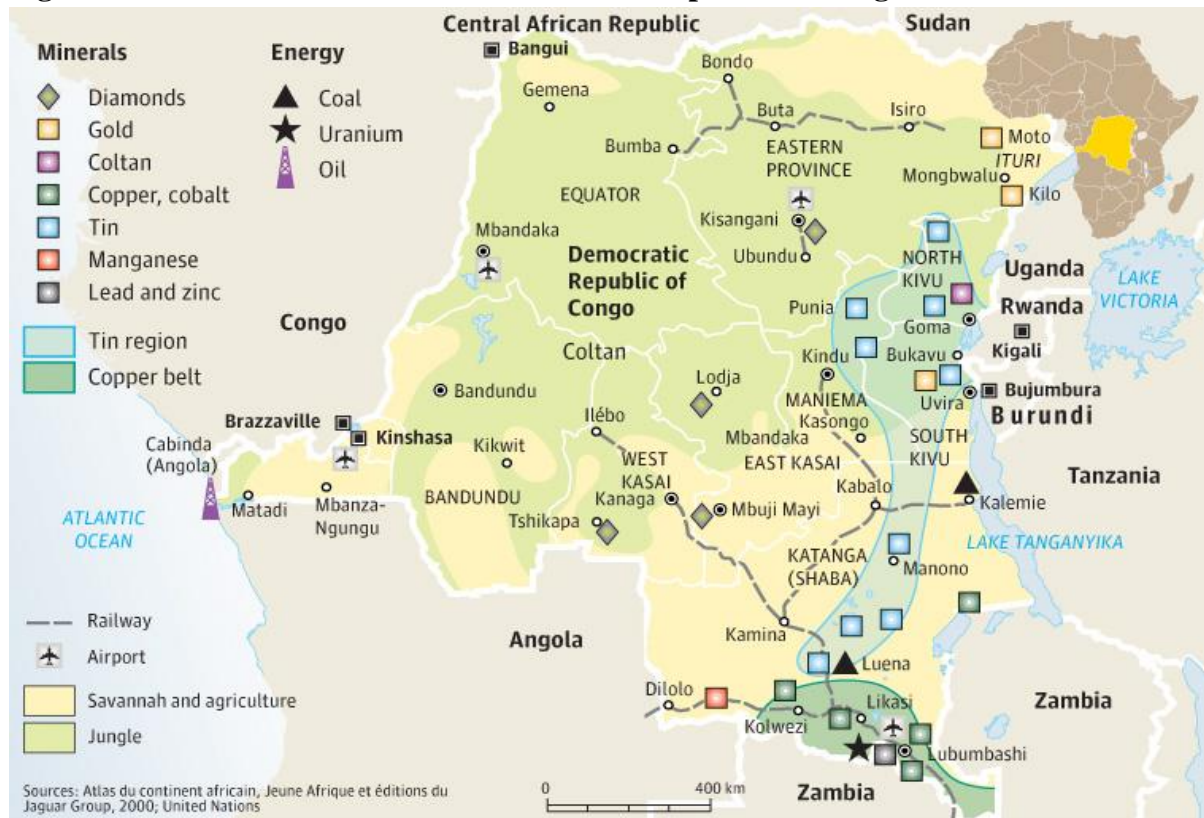 Central African Republic
Sudan
Minerals
Energy
Diamonds
Gold
Coltan
Copper, cobalt
Tin
Manganese
Lead and zinc
Tin region
Copper belt
Coal
Uranium
Oil
Bangui
Gemena
Bondo
Buta
Isiro
Bumba
EASTERN
PROVINCE
Moto
ITURI
Mongbwalu
Kilo
EQUATOR
Mbandaka
Kisangani
Ubundu
Democratic
Republic of
Congo
NORTH
KIVU
Uganda
LAKE
VICTORIA
Congo
Punia
Goma
Rwanda
Kigali
Coltan
Kindu
Bukavu
Lodja
Bandundu
MANIEMA
Uvira
Bujumbura
Burundi
Brazzaville
Kinshasa
Ilébo
Kasongo
Cabinda
(Angola)
Kikwit
Mbandaka
WEST
KASAI
EAST KASAI
SOUTH
KIVU
Tanzania
BANDUNDU
Kanaga
Kabalo
Matadi
Mbanza-
Ngungu
Tshikapa
Mbuji Mayi
Kalemie
ATLANTIC
OCEAN
KATANGA
(SHABA)
LAKE TANGANYIKA
Manono
Railway
Airport
Angola
Kamina
Luena
Savannah and agriculture
Jungle
Dilolo
Kolwezi
Likasi
Zambia
Lubumbashi
Zambia
Sources: Atlas du continent africain, Jeune Afrique et éditions du
Jaguar Group, 2000; United Nations
0 400 km